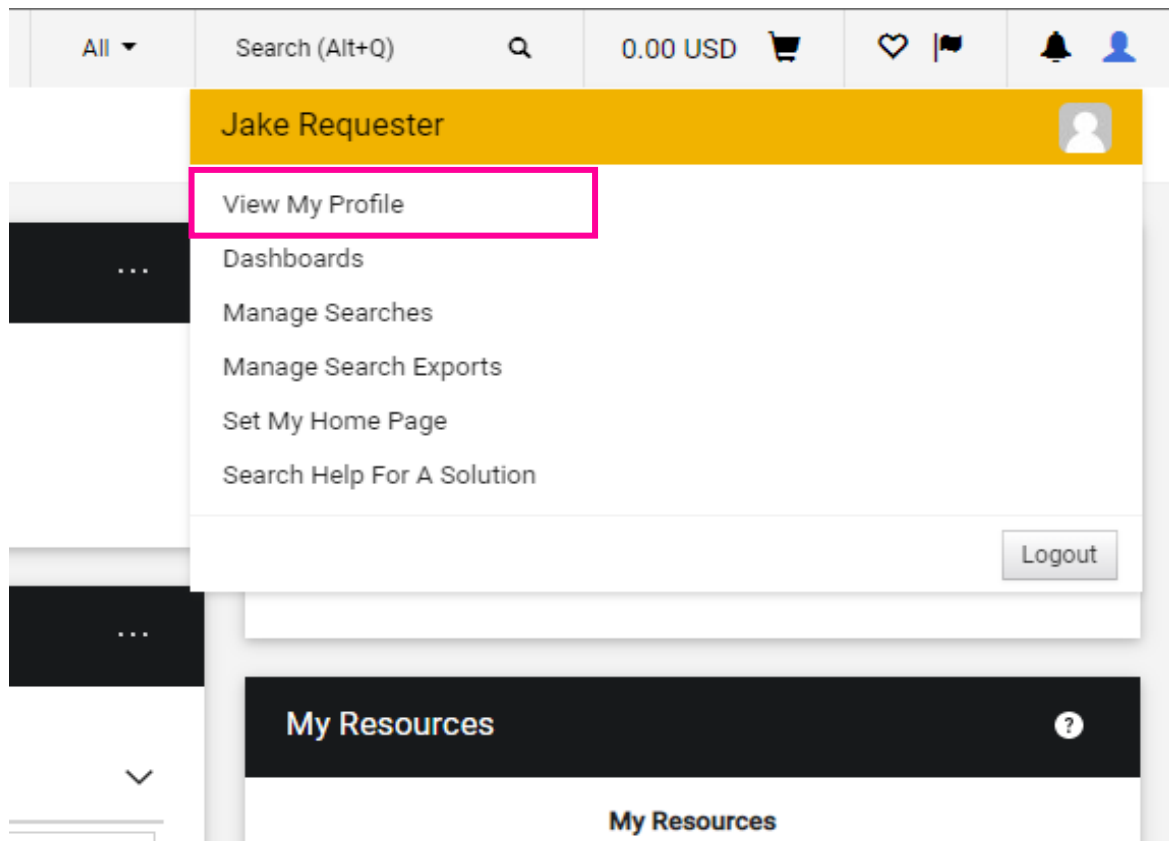 All
Search (Alt+Q)
0.00 USD
Jake Requester
View My Profile
Dashboards
Manage Searches
Manage Search Exports
Set My Home Page
Search Help For A Solution
Logout
My Resources
?
My Resources